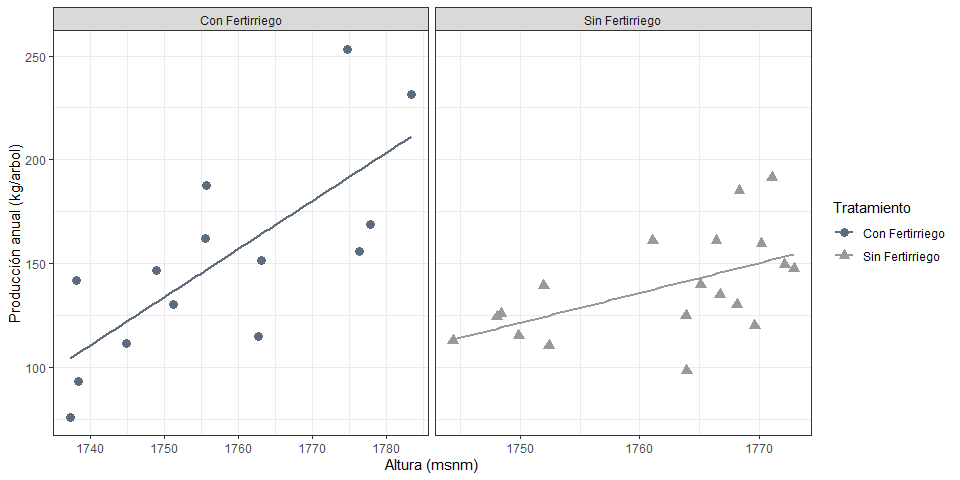 Con Fertirriego
Sin Fertirriego
Producción anual (kg/arbol)
250
200
150
100
1740
1750
1760
1770
1780
1750
1760
1770
Altura (msnm)
Tratamiento
Con Fertirriego
Sin Fertirriego